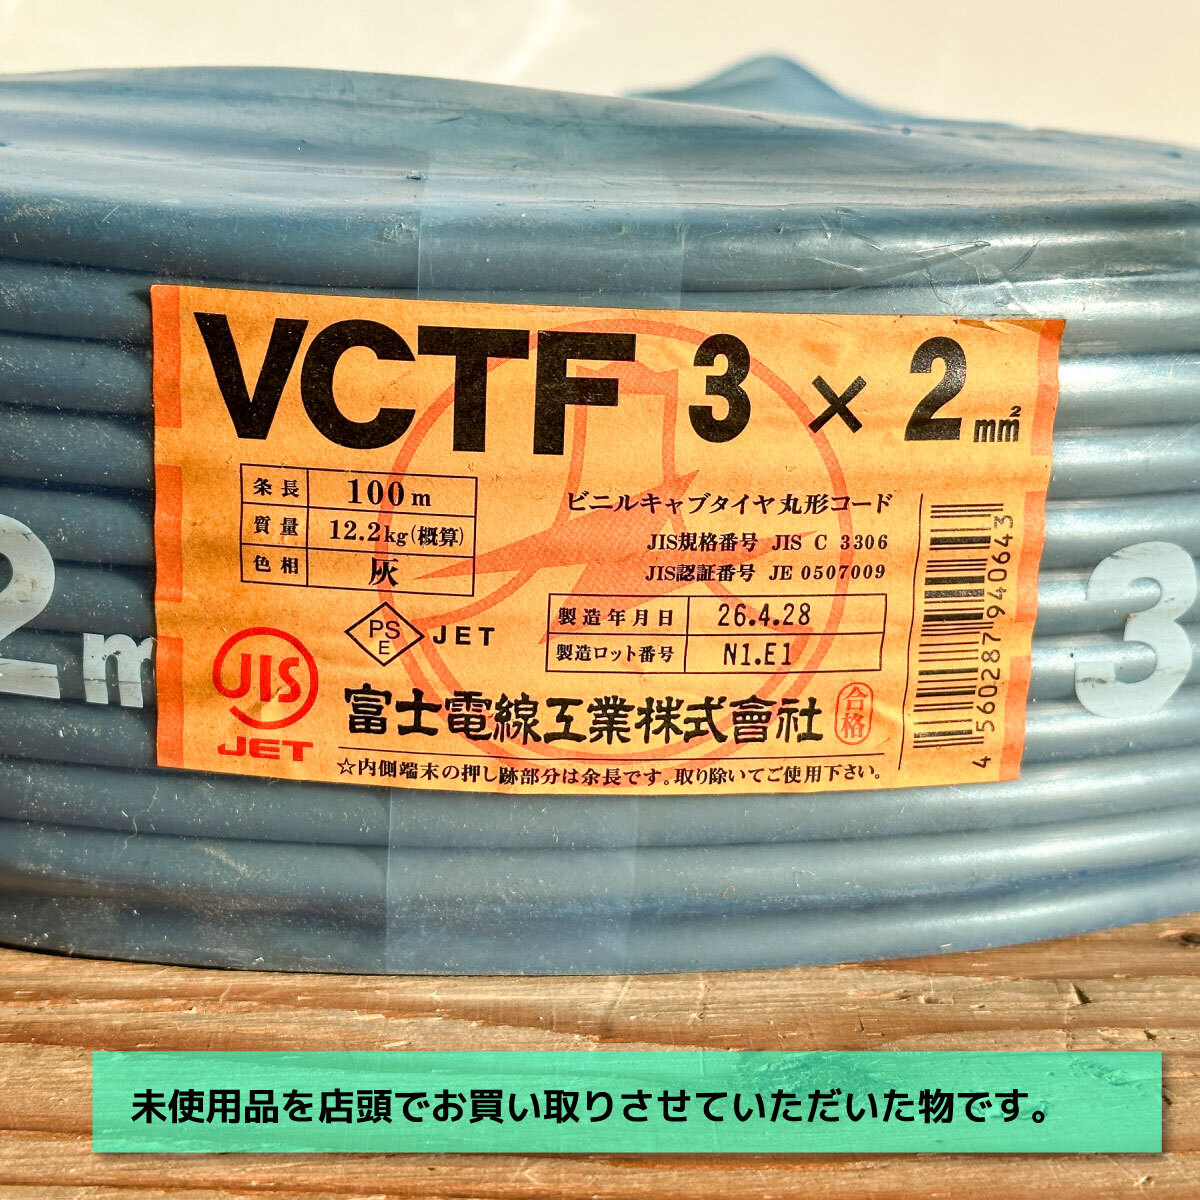 VCTF 3 × 2 mm²
条長 100m
質量 12.2kg(概算)
色相 灰
ビニルキャブタイヤ丸形コード
JIS規格番号 JIS C 3306
JIS認証番号 JE 0507009
製造年月日 26.4.28
製造ロット番号 N1.E1
PS
E
JET
JIS
JET
富士電線工業株式會社
合格
☆内側端末の押し跡部分は余長です。取り除いてご使用下さい。
4 560287 940643
2m
3
未使用品を店頭でお買い取りさせていただいた物です。